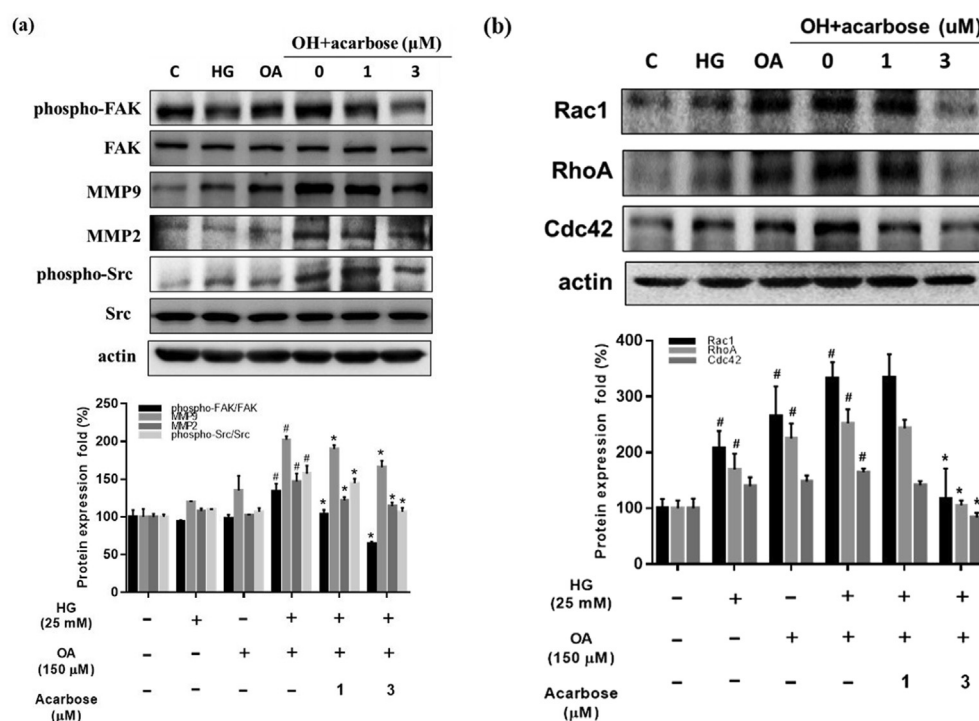 (a)
OH+acarbose (µM)
C HG OA 0 1 3
phospho-FAK
FAK
MMP9
MMP2
phospho-Src
Src
actin
phospho-FAK/FAK
MMP9
MMP2
phospho-Src/Src
Protein expression fold (%)
250
200
150
100
50
0
# # # #
* * * *
* * * *
HG
(25 mM)
– + – + + +
OA
(150 µM)
– – + + + +
Acarbose
(µM)
1 3
(b)
OH+acarbose (uM)
C HG OA 0 1 3
Rac1
RhoA
Cdc42
actin
Rac1
RhoA
Cdc42
Protein expression fold (%)
400
300
200
100
0
# #
# #
# # #
* * *
HG
(25 mM)
– + – + + +
OA
(150 µM)
– – + + + +
Acarbose
(µM)
1 3